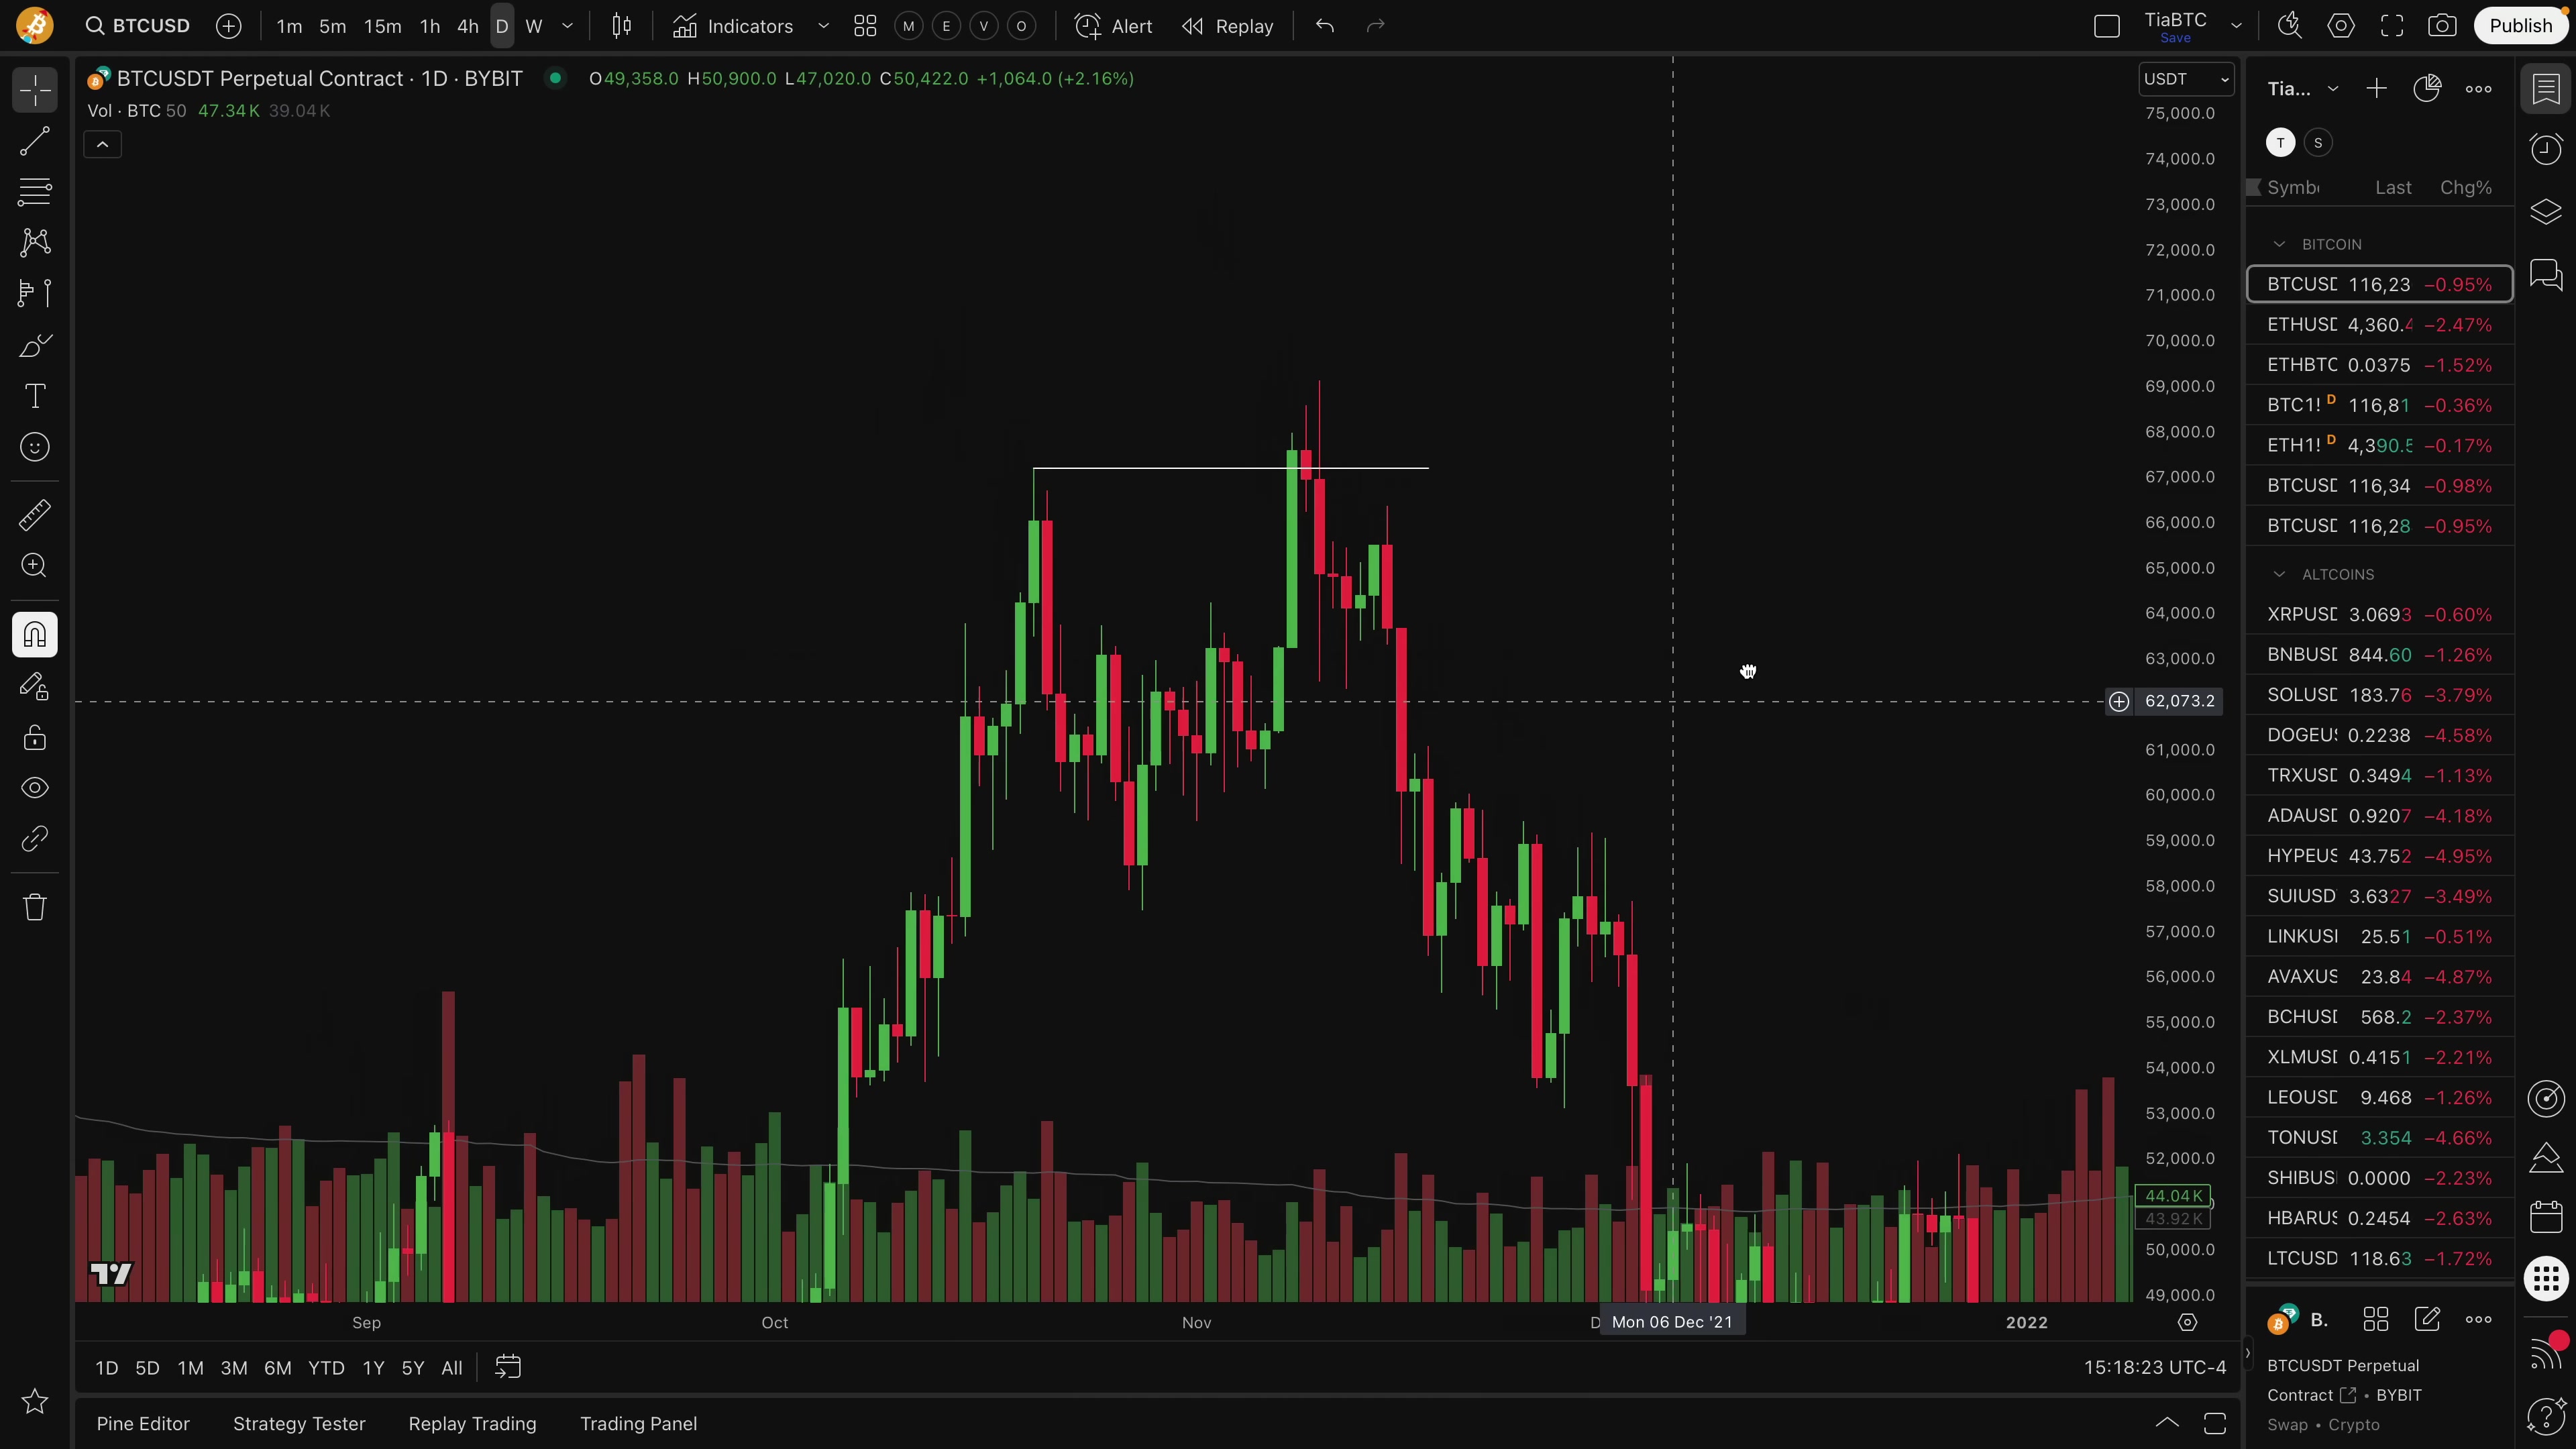 BTCUSD 1m 5m 15m 1h 4h D W Indicators M E V O Alert Replay TiaBTC Save Publish
BTCUSDT Perpetual Contract · 1D · BYBIT O49,358.0 H50,900.0 L47,020.0 C50,422.0 +1,064.0 (+2.16%)
Vol · BTC 50 47.34K 39.04K
USDT
75,000.0
74,000.0
73,000.0
72,000.0
71,000.0
70,000.0
69,000.0
68,000.0
67,000.0
66,000.0
65,000.0
64,000.0
63,000.0
62,073.2
61,000.0
60,000.0
59,000.0
58,000.0
57,000.0
56,000.0
55,000.0
54,000.0
53,000.0
52,000.0
44.04K
43.92K
50,000.0
49,000.0
Sep Oct Nov D Mon 06 Dec '21 2022
1D 5D 1M 3M 6M YTD 1Y 5Y All 15:18:23 UTC-4
Pine Editor Strategy Tester Replay Trading Trading Panel
Tia...
T S
Symb Last Chg%
BITCOIN
BTCUSD 116,23 −0.95%
ETHUSD 4,360.4 −2.47%
ETHBTC 0.0375 −1.52%
BTC1! D 116,81 −0.36%
ETH1! D 4,390.5 −0.17%
BTCUSD 116,34 −0.98%
BTCUSD 116,28 −0.95%
ALTCOINS
XRPUSD 3.0693 −0.60%
BNBUSD 844.60 −1.26%
SOLUSD 183.76 −3.79%
DOGEUS 0.2238 −4.58%
TRXUSD 0.3494 −1.13%
ADAUSD 0.9207 −4.18%
HYPEUS 43.752 −4.95%
SUIUSD 3.6327 −3.49%
LINKUS 25.51 −0.51%
AVAXUS 23.84 −4.87%
BCHUSD 568.2 −2.37%
XLMUSD 0.4151 −2.21%
LEOUSD 9.468 −1.26%
TONUSD 3.354 −4.66%
SHIBUS 0.0000 −2.23%
HBARUS 0.2454 −2.63%
LTCUSD 118.63 −1.72%
B.
BTCUSDT Perpetual
Contract • BYBIT
Swap • Crypto